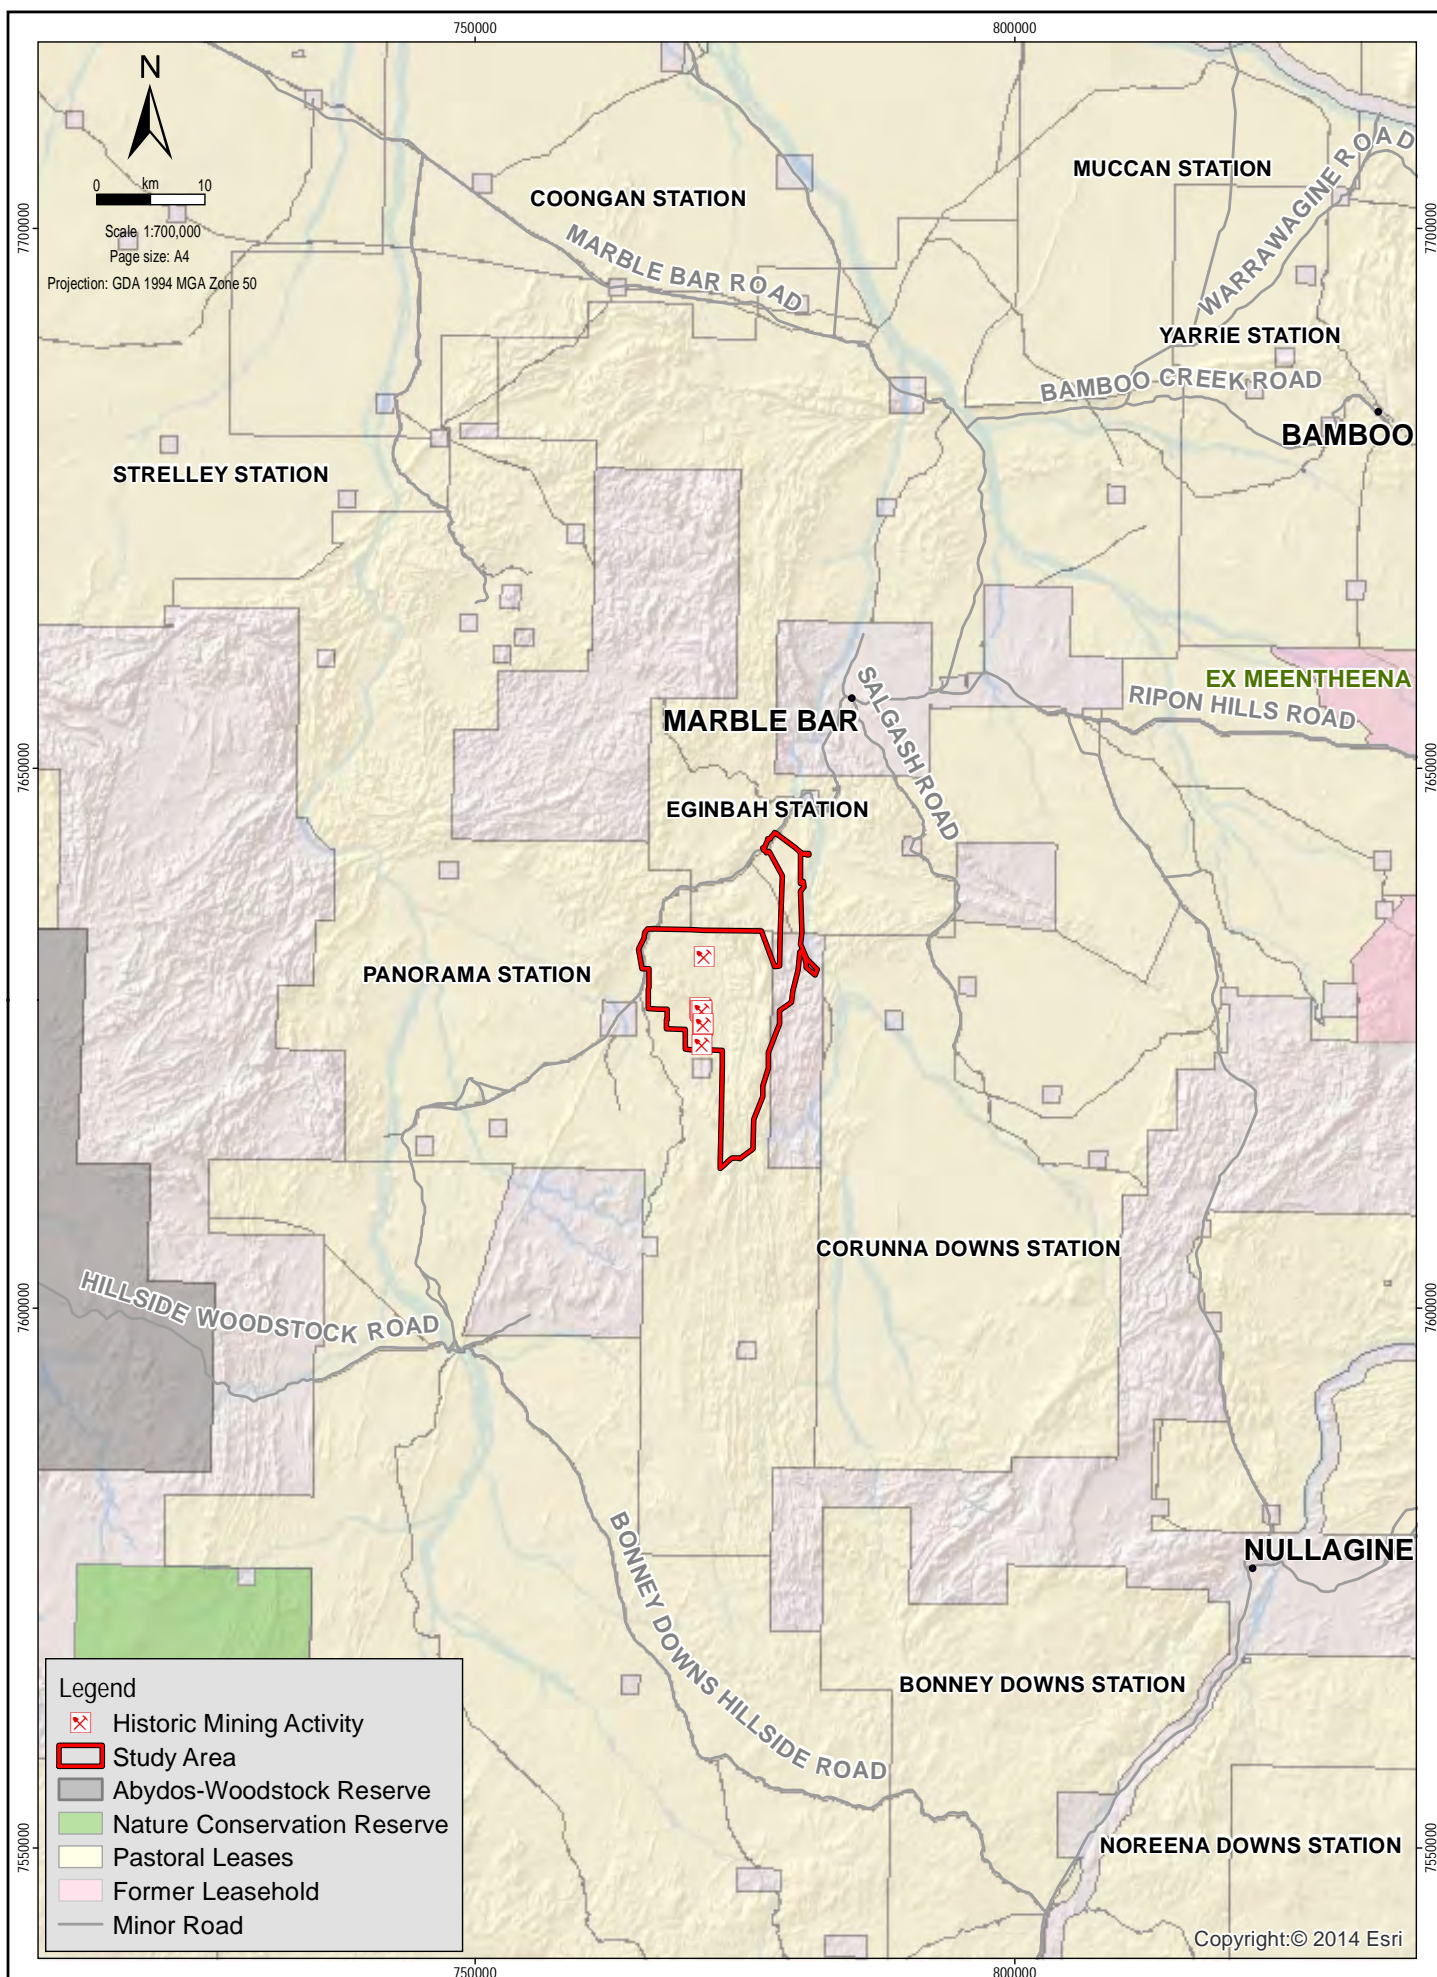 750000
800000
N
0 km 10
Scale 1:700,000
Page size: A4
Projection: GDA 1994 MGA Zone 50
7700000
7700000
MUCCAN STATION
COONGAN STATION
WARRAWAGINE ROAD
MARBLE BAR ROAD
YARRIE STATION
BAMBOO CREEK ROAD
BAMBOO
STRELLEY STATION
EX MEENTHEENA
RIPON HILLS ROAD
MARBLE BAR
SALGASH ROAD
7650000
7650000
EGINBAH STATION
PANORAMA STATION
CORUNNA DOWNS STATION
7600000
7600000
HILLSIDE WOODSTOCK ROAD
BONNEY DOWNS HILLSIDE ROAD
NULLAGINE
BONNEY DOWNS STATION
7550000
7550000
NOREENA DOWNS STATION
Legend
Historic Mining Activity
Study Area
Abydos-Woodstock Reserve
Nature Conservation Reserve
Pastoral Leases
Former Leasehold
Minor Road
Copyright:© 2014 Esri
750000
800000